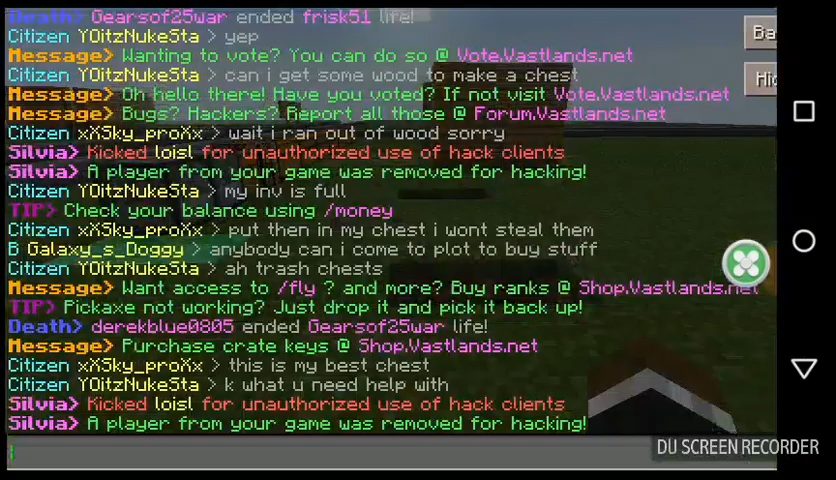 Death> Gearsof25war ended frisk51 life!
Citizen YOitzNukeSta > yep
Message> Wanting to vote? You can do so @ Vote.Vastlands.net
Citizen YOitzNukeSta > can i get some wood to make a chest
Message> Oh hello there! Have you voted? If not visit Vote.Vastlands.net
Message> Bugs? Hackers? Report all those @ Forum.Vastlands.net
Citizen xXSky_proXx > wait i ran out of wood sorry
Silvia> Kicked loisl for unauthorized use of hack clients
Silvia> A player from your game was removed for hacking!
Citizen YOitzNukeSta > my inv is full
TIP> Check your balance using /money
Citizen xXSky_proXx > put then in my chest i wont steal them
B Galaxy_s_Doggy > anybody can i come to plot to buy stuff
Citizen YOitzNukeSta > ah trash chests
Message> Want access to /fly ? and more? Buy ranks @ Shop.Vastlands.net
TIP> Pickaxe not working? Just drop it and pick it back up!
Death> derekblue0805 ended Gearsof25war life!
Message> Purchase crate keys @ Shop.Vastlands.net
Citizen xXSky_proXx > this is my best chest
Citizen YOitzNukeSta > k what u need help with
Silvia> Kicked loisl for unauthorized use of hack clients
Silvia> A player from your game was removed for hacking!
Ba
Hi
DU SCREEN RECORDER